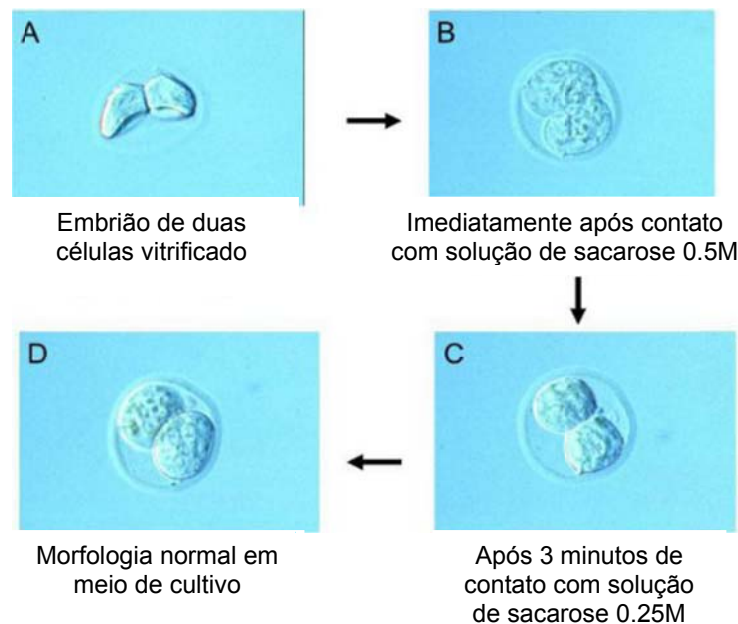 A
Embrião de duas
células vitrificado
B
Imediatamente após contato
com solução de sacarose 0.5M
D
Morfologia normal em
meio de cultivo
C
Após 3 minutos de
contato com solução
de sacarose 0.25M